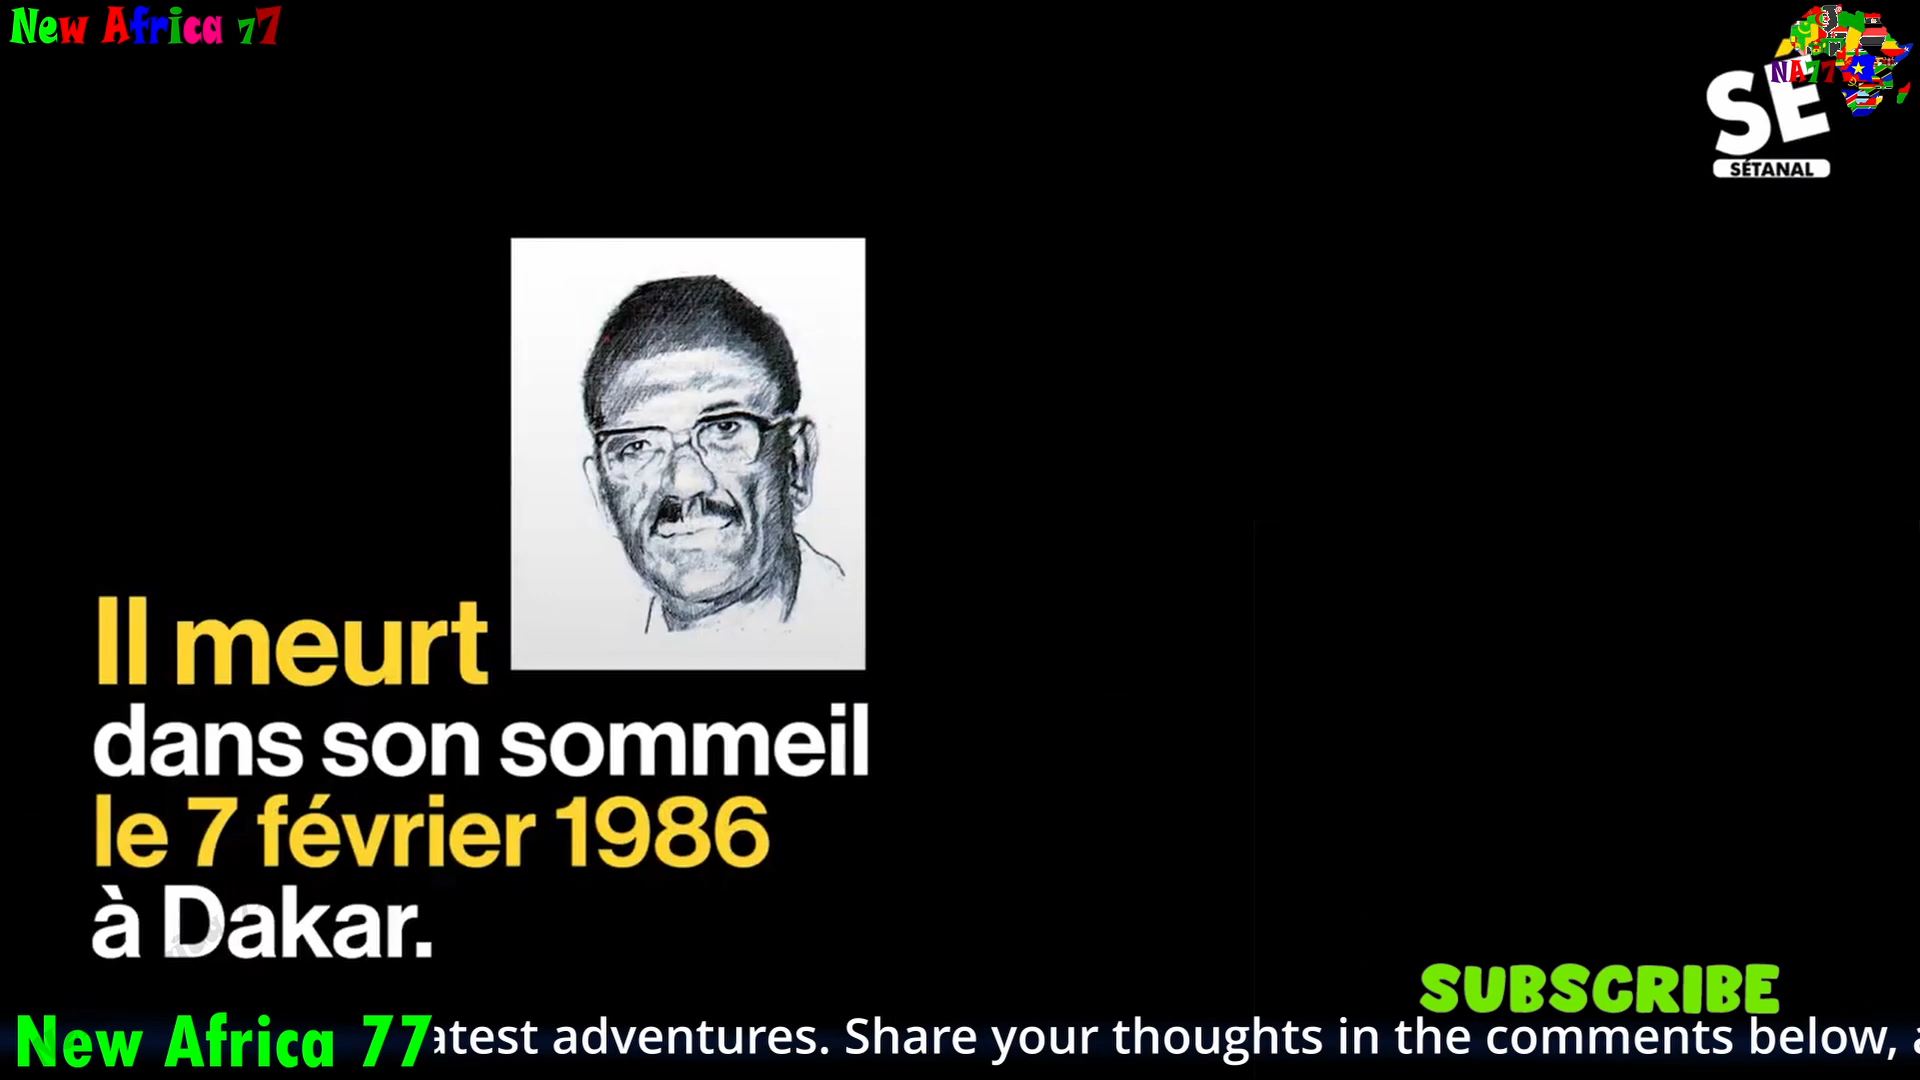 New Africa 77
NA77
SE
SÉTANAL
Il meurt
dans son sommeil
le 7 février 1986
à Dakar.
SUBSCRIBE
New Africa 77
atest adventures. Share your thoughts in the comments below, a